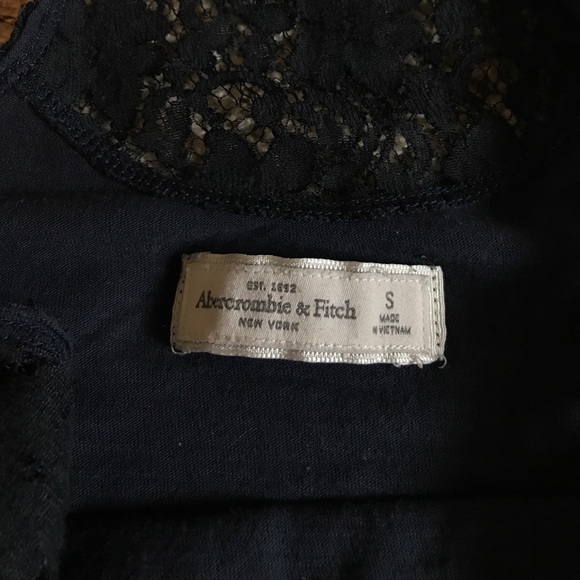 EST. 1892
Abercrombie & Fitch
NEW YORK
S
MADE
IN VIETNAM